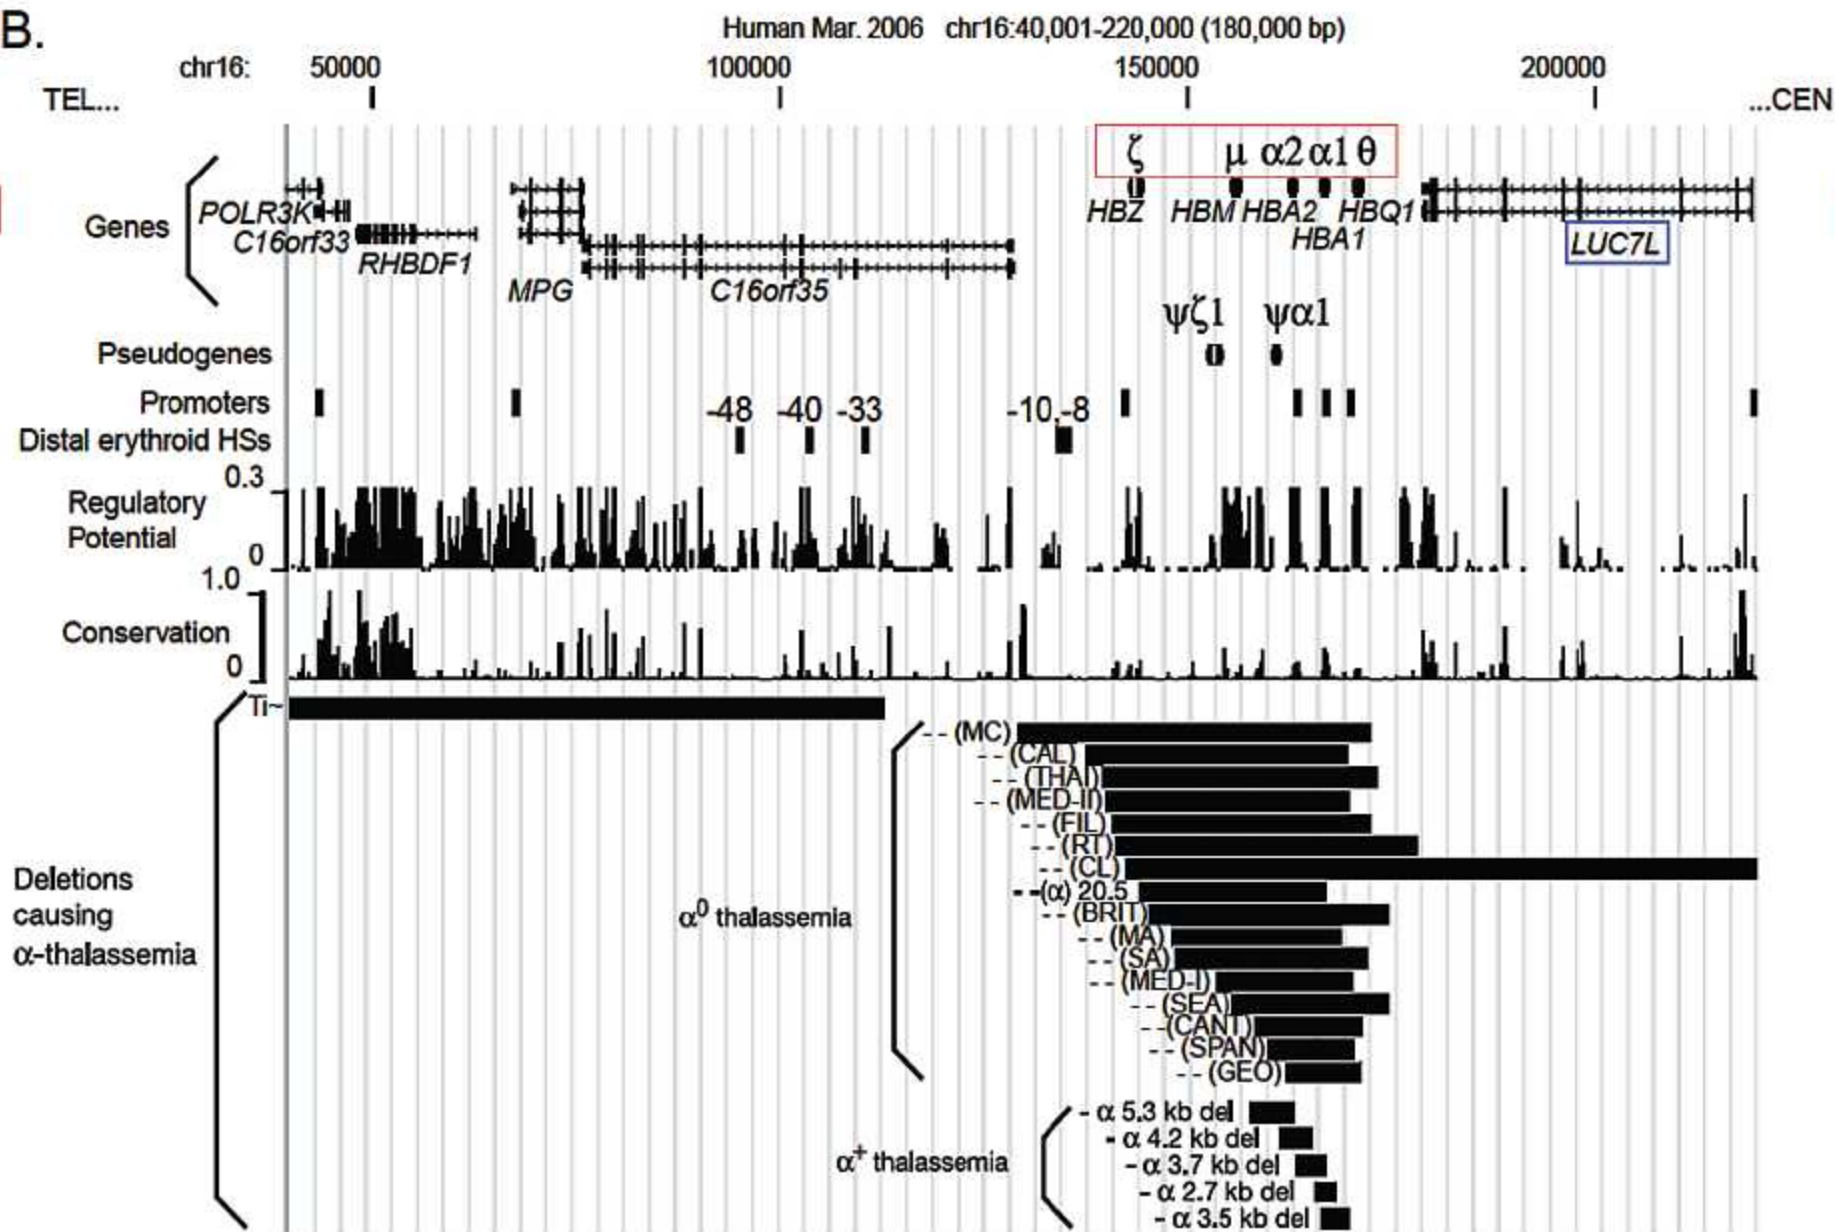 B.
Human Mar. 2006 chr16:40,001-220,000 (180,000 bp)
chr16: 50000 100000 150000 200000
TEL... ...CEN
ζ μ α2 α1 θ
Genes
POLR3K HBZ HBM HBA2 HBQ1
C16orf33 HBA1 LUC7L
RHBDF1
MPG C16orf35
ψζ1 ψα1
Pseudogenes
Promoters
-48 -40 -33 -10,-8
Distal erythroid HSs
0.3
Regulatory
Potential
0
1.0
Conservation
0
Ti~
-- (MC)
-- (CAL)
-- (THAI)
-- (MED-II)
-- (FIL)
-- (RT)
-- (CL)
--(α) 20.5
-- (BRIT)
-- (MA)
-- (SA)
-- (MED-I)
-- (SEA)
--(CANT)
-- (SPAN)
-- (GEO)
Deletions
causing
α-thalassemia
α⁰ thalassemia
- α 5.3 kb del
- α 4.2 kb del
- α 3.7 kb del
- α 2.7 kb del
- α 3.5 kb del
α⁺ thalassemia